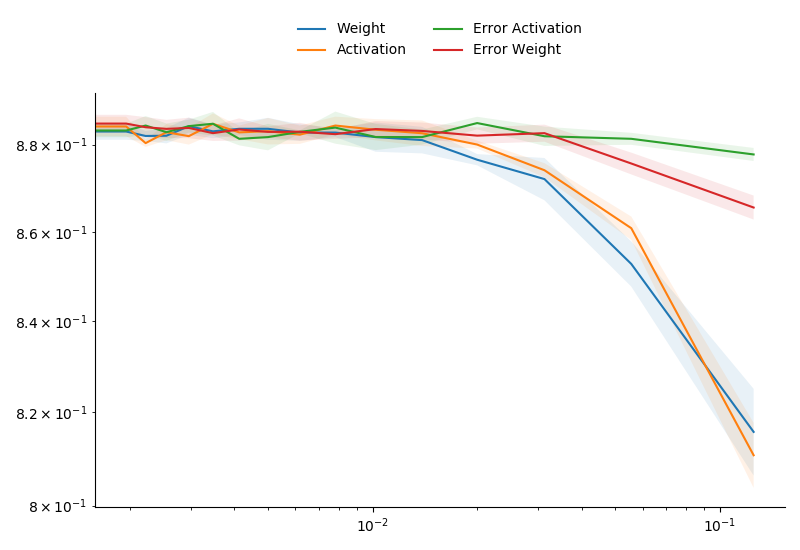 Weight Error Activation
Activation Error Weight
8.8 × 10⁻¹
8.6 × 10⁻¹
8.4 × 10⁻¹
8.2 × 10⁻¹
8 × 10⁻¹
10⁻² 10⁻¹